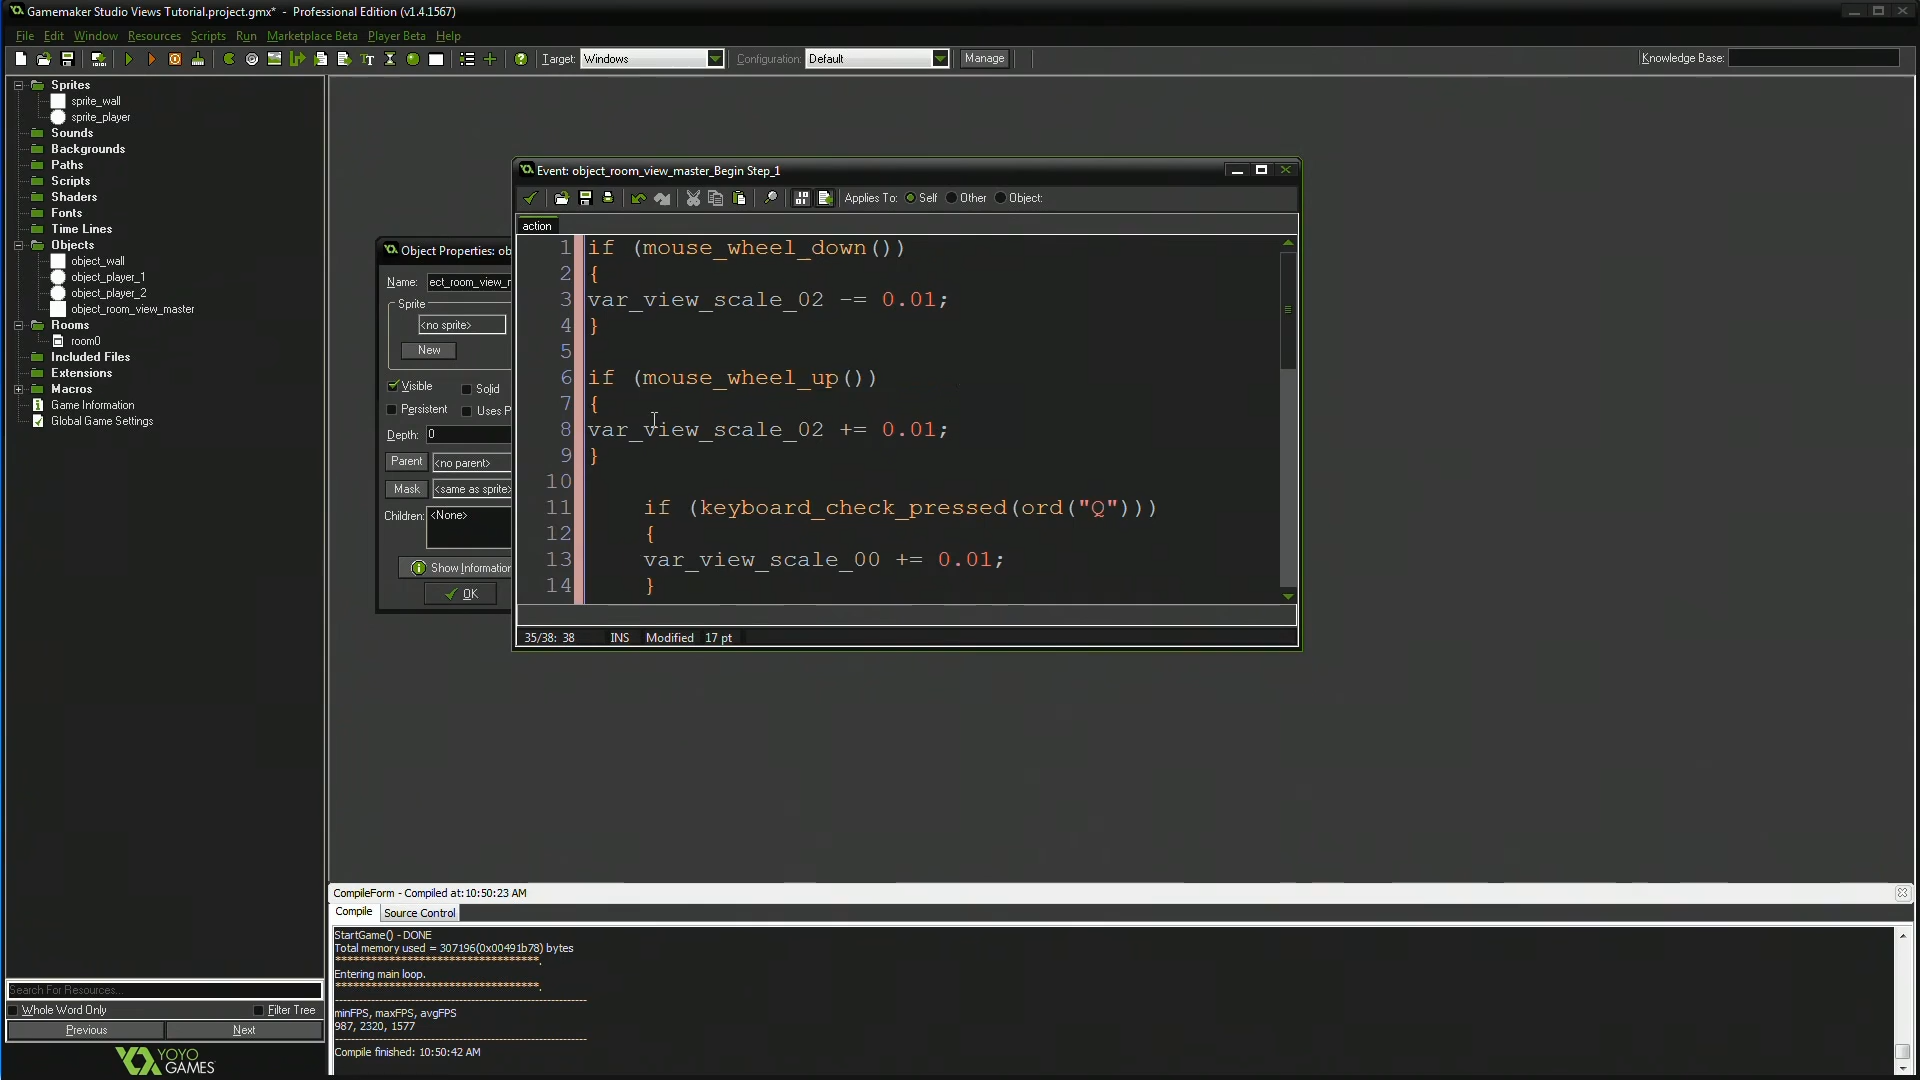 Gamemaker Studio Views Tutorial.project.gmx* - Professional Edition (v1.4.1567)
File Edit Window Resources Scripts Run Marketplace Beta Player Beta Help
Target: Windows Configuration: Default Manage Knowledge Base:
Sprites
sprite_wall
sprite_player
Sounds
Backgrounds
Paths
Scripts
Shaders
Fonts
Time Lines
Objects
object_wall
object_player_1
object_player_2
object_room_view_master
Rooms
room0
Included Files
Extensions
Macros
Game Information
Global Game Settings
Search For Resources...
Whole Word Only Filter Tree
Previous Next
YOYO
GAMES
Object Properties: ob
Name: ect_room_view_r
Sprite
<no sprite>
New
Visible Solid
Persistent Uses P
Depth: 0
Parent <no parent>
Mask <same as sprite>
Children: <None>
Show Information
OK
Event: object_room_view_master_Begin Step_1
Applies To: Self Other Object:
action
1 if (mouse_wheel_down())
2 {
3 var_view_scale_02 -= 0.01;
4 }
5
6 if (mouse_wheel_up())
7 {
8 var_view_scale_02 += 0.01;
9 }
10
11 if (keyboard_check_pressed(ord("Q")))
12 {
13 var_view_scale_00 += 0.01;
14 }
35/38: 38 INS Modified 17 pt
CompileForm - Compiled at:10:50:23 AM
Compile Source Control
StartGame() - DONE
Total memory used = 307196(0x00491b78) bytes
***********************************.
Entering main loop.
***********************************.
minFPS, maxFPS, avgFPS
987, 2320, 1577
Compile finished: 10:50:42 AM